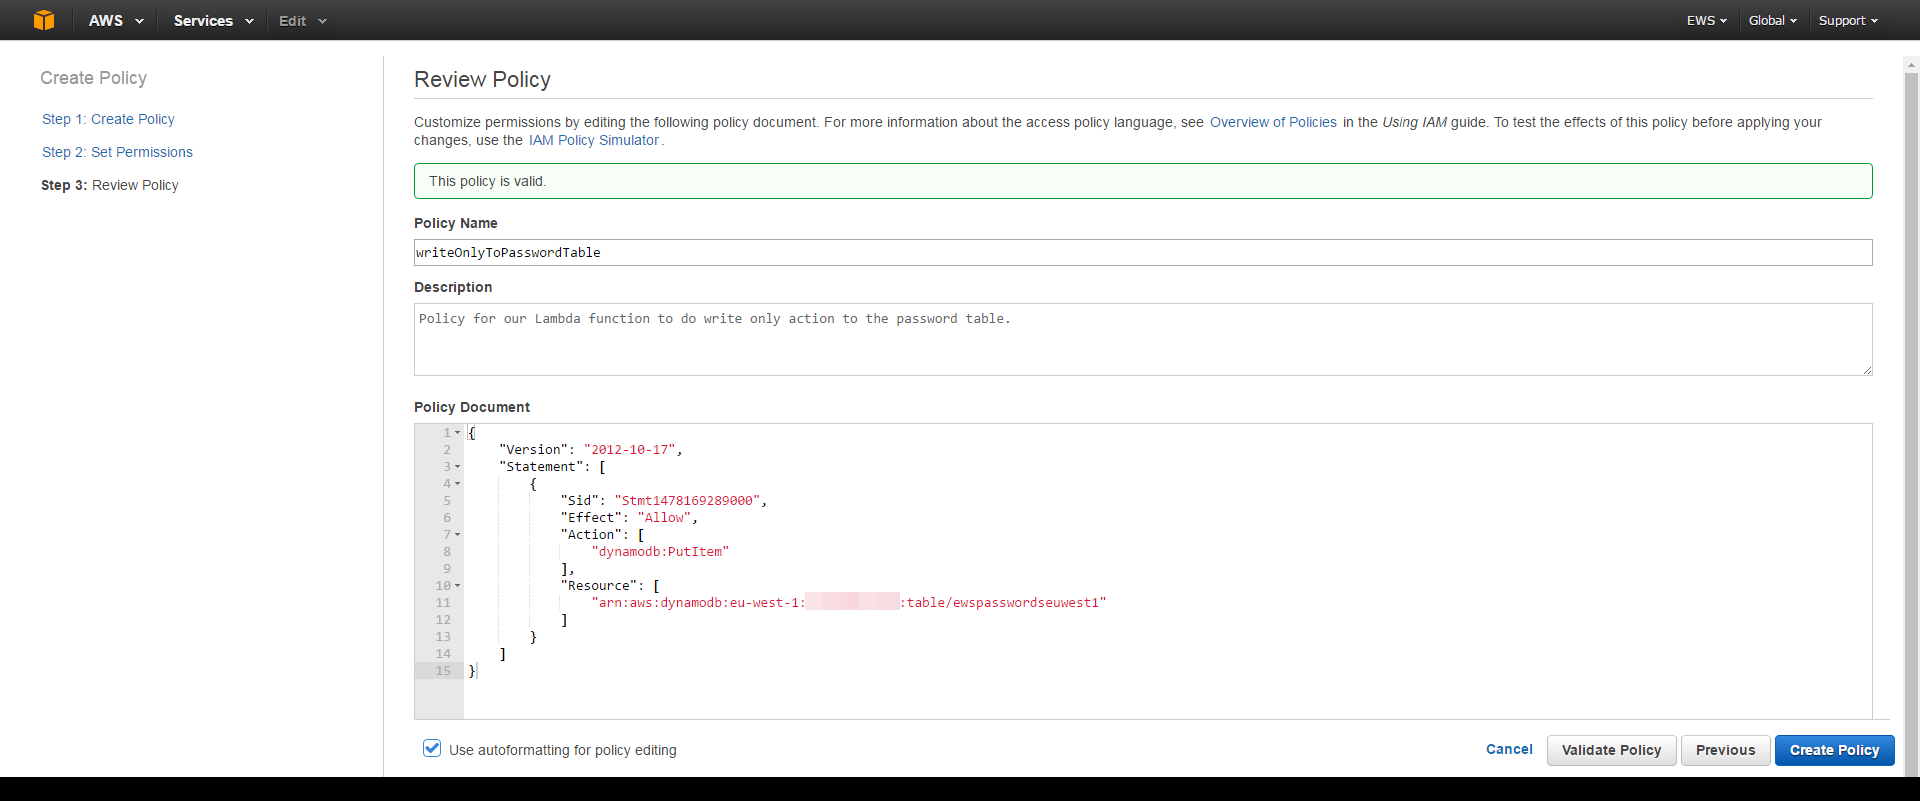 AWS Services Edit EWS Global Support
Create Policy
Step 1: Create Policy
Step 2: Set Permissions
Step 3: Review Policy
Review Policy
Customize permissions by editing the following policy document. For more information about the access policy language, see Overview of Policies in the Using IAM guide. To test the effects of this policy before applying your
changes, use the IAM Policy Simulator.
This policy is valid.
Policy Name
writeOnlyToPasswordTable
Description
Policy for our Lambda function to do write only action to the password table.
Policy Document
1 {
2 "Version": "2012-10-17",
3 "Statement": [
4 {
5 "Sid": "Stmt1478169289000",
6 "Effect": "Allow",
7 "Action": [
8 "dynamodb:PutItem"
9 ],
10 "Resource": [
11 "arn:aws:dynamodb:eu-west-1: :table/ewspasswordseuwest1"
12 ]
13 }
14 ]
15 }
Use autoformatting for policy editing
Cancel Validate Policy Previous Create Policy